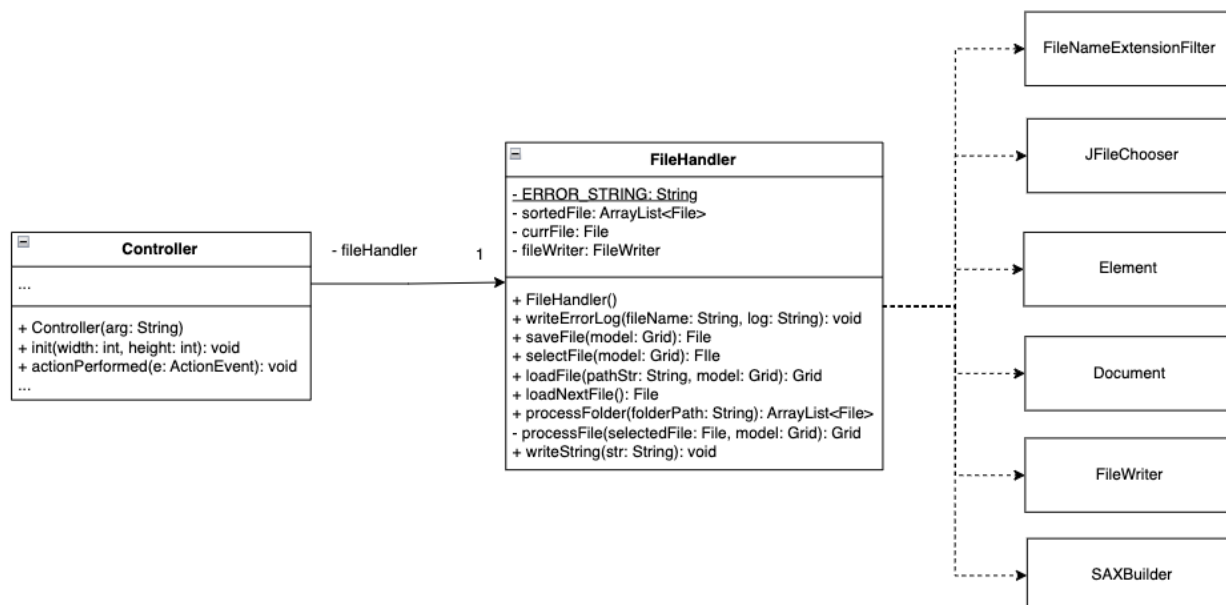 Controller
...
+ Controller(arg: String)
+ init(width: int, height: int): void
+ actionPerformed(e: ActionEvent): void
...
- fileHandler
1
FileHandler
- ERROR_STRING: String
- sortedFile: ArrayList<File>
- currFile: File
- fileWriter: FileWriter
+ FileHandler()
+ writeErrorLog(fileName: String, log: String): void
+ saveFile(model: Grid): File
+ selectFile(model: Grid): FIle
+ loadFile(pathStr: String, model: Grid): Grid
+ loadNextFile(): File
+ processFolder(folderPath: String): ArrayList<File>
- processFile(selectedFile: File, model: Grid): Grid
+ writeString(str: String): void
FileNameExtensionFilter
JFileChooser
Element
Document
FileWriter
SAXBuilder